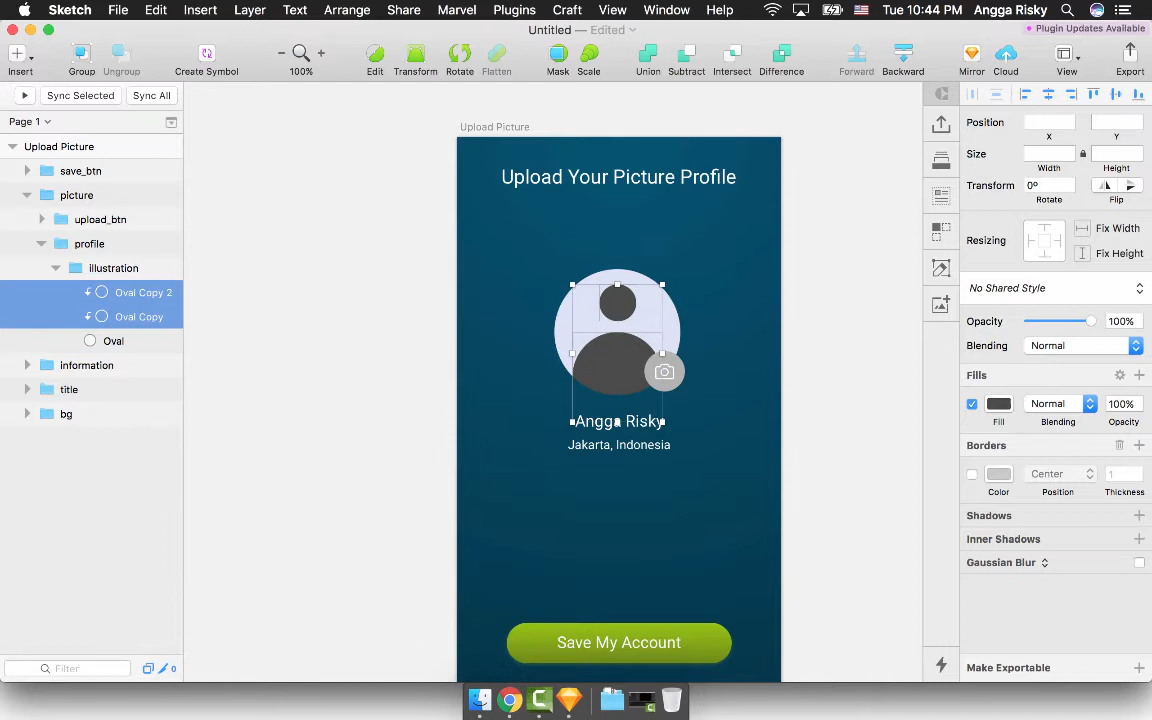 Sketch File Edit Insert Layer Text Arrange Share Marvel Plugins Craft View Window Help Tue 10:44 PM Angga Risky
Untitled — Edited
Plugin Updates Available
Insert Group Ungroup Create Symbol 100% Edit Transform Rotate Flatten Mask Scale Union Subtract Intersect Difference Forward Backward Mirror Cloud View Export
Sync Selected Sync All
Page 1
Upload Picture
save_btn
picture
upload_btn
profile
illustration
Oval Copy 2
Oval Copy
Oval
information
title
bg
Filter
0
Upload Picture
Upload Your Picture Profile
Angga Risky
Jakarta, Indonesia
Save My Account
Position
X Y
Size
Width Height
Transform 0º
Rotate Flip
Resizing Fix Width
Fix Height
No Shared Style
Opacity 100%
Blending Normal
Fills
Normal 100%
Fill Blending Opacity
Borders
Center 1
Color Position Thickness
Shadows
Inner Shadows
Gaussian Blur
Make Exportable